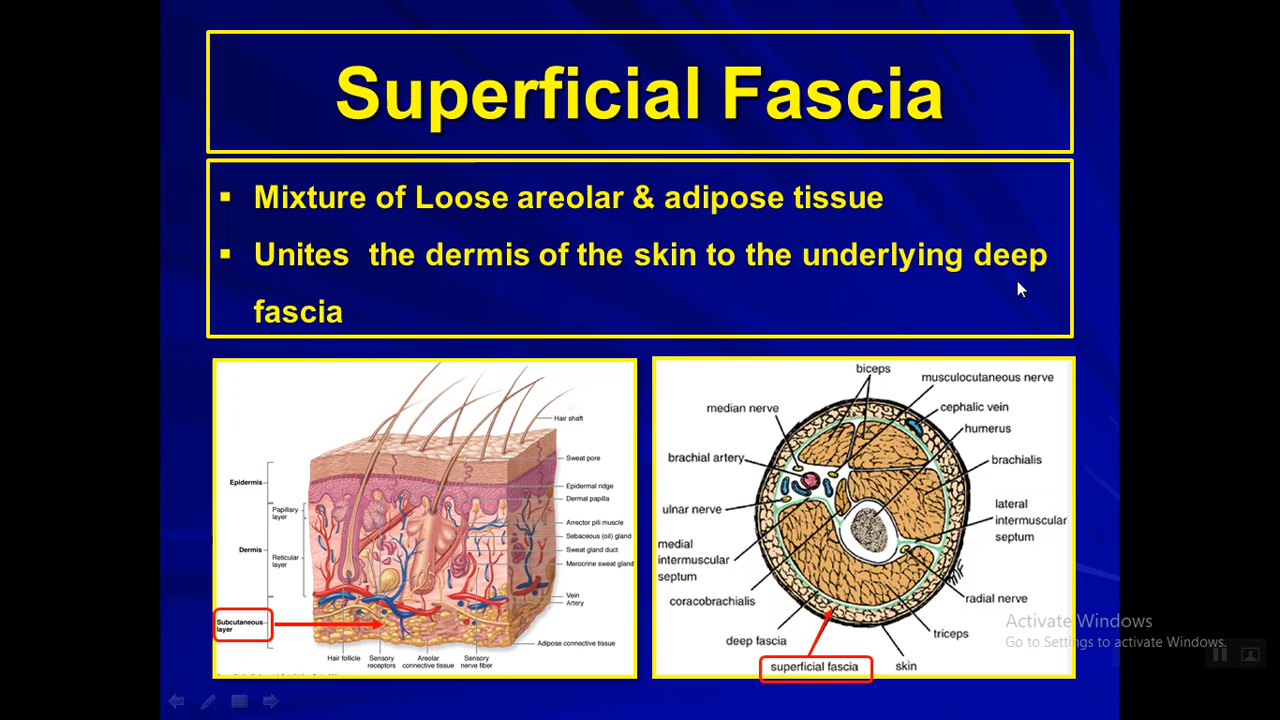 Superficial Fascia
▪ Mixture of Loose areolar & adipose tissue
▪ Unites the dermis of the skin to the underlying deep
fascia
Hair shaft
Sweat pore
Epidermal ridge
Dermal papilla
Arrector pili muscle
Sebaceous (oil) gland
Sweat gland duct
Merocrine sweat gland
Vein
Artery
Adipose connective tissue
Epidermis
Papillary
layer
Dermis
Reticular
layer
Subcutaneous
layer
Hair follicle
Sensory
receptors
Areolar
connective tissue
Sensory
nerve fiber
biceps
musculocutaneous nerve
median nerve
cephalic vein
humerus
brachial artery
brachialis
ulnar nerve
lateral
intermuscular
septum
medial
intermuscular
septum
coracobrachialis
radial nerve
deep fascia
triceps
superficial fascia
skin
Activate Windows
Go to Settings to activate Windows.